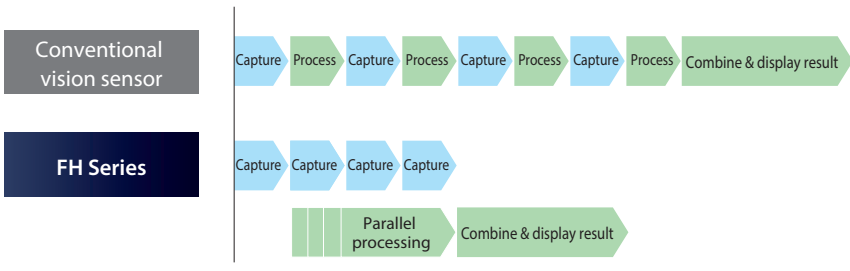 Conventional
vision sensor
Capture Process Capture Process Capture Process Capture Process Combine & display result
FH Series
Capture Capture Capture Capture
Parallel
processing
Combine & display result